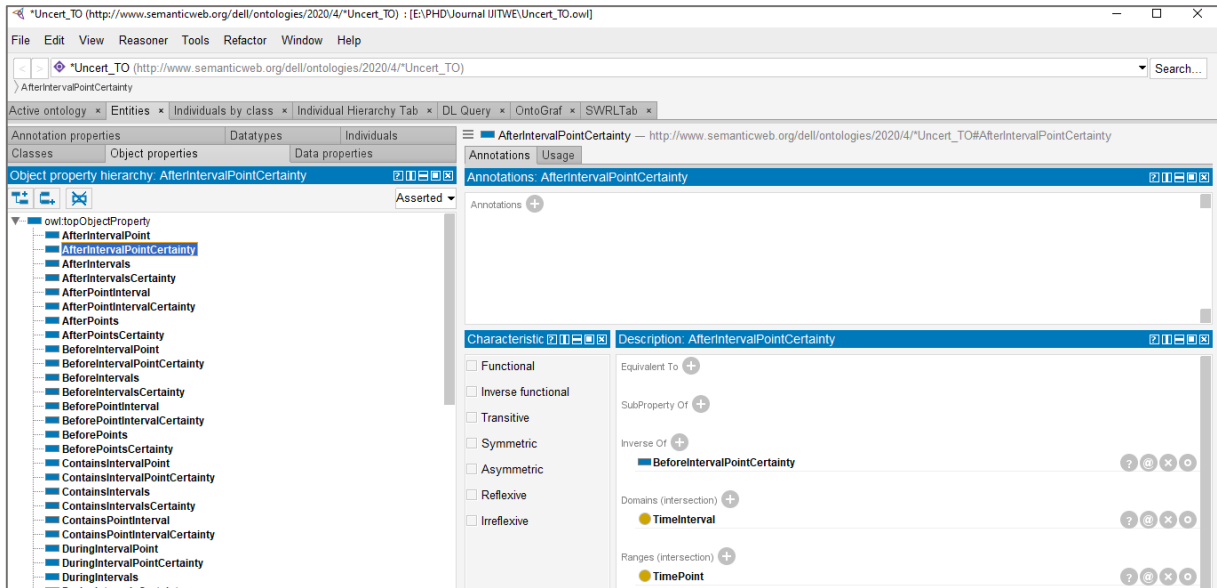 *Uncert_TO (http://www.semanticweb.org/dell/ontologies/2020/4/*Uncert_TO) : [E:\PHD\Journal IJITWE\Uncert_TO.owl]
File Edit View Reasoner Tools Refactor Window Help
< > *Uncert_TO (http://www.semanticweb.org/dell/ontologies/2020/4/*Uncert_TO) Search...
AfterIntervalPointCertainty
Active ontology × Entities × Individuals by class × Individual Hierarchy Tab × DL Query × OntoGraf × SWRLTab ×
Annotation properties Datatypes Individuals
Classes Object properties Data properties
Object property hierarchy: AfterIntervalPointCertainty
Asserted
owl:topObjectProperty
AfterIntervalPoint
AfterIntervalPointCertainty
AfterIntervals
AfterIntervalsCertainty
AfterPointInterval
AfterPointIntervalCertainty
AfterPoints
AfterPointsCertainty
BeforeIntervalPoint
BeforeIntervalPointCertainty
BeforeIntervals
BeforeIntervalsCertainty
BeforePointInterval
BeforePointIntervalCertainty
BeforePoints
BeforePointsCertainty
ContainsIntervalPoint
ContainsIntervalPointCertainty
ContainsIntervals
ContainsIntervalsCertainty
ContainsPointInterval
ContainsPointIntervalCertainty
DuringIntervalPoint
DuringIntervalPointCertainty
DuringIntervals
AfterIntervalPointCertainty — http://www.semanticweb.org/dell/ontologies/2020/4/*Uncert_TO#AfterIntervalPointCertainty
Annotations Usage
Annotations: AfterIntervalPointCertainty
Annotations
Characteristic
Functional
Inverse functional
Transitive
Symmetric
Asymmetric
Reflexive
Irreflexive
Description: AfterIntervalPointCertainty
Equivalent To
SubProperty Of
Inverse Of
BeforeIntervalPointCertainty
Domains (intersection)
TimeInterval
Ranges (intersection)
TimePoint